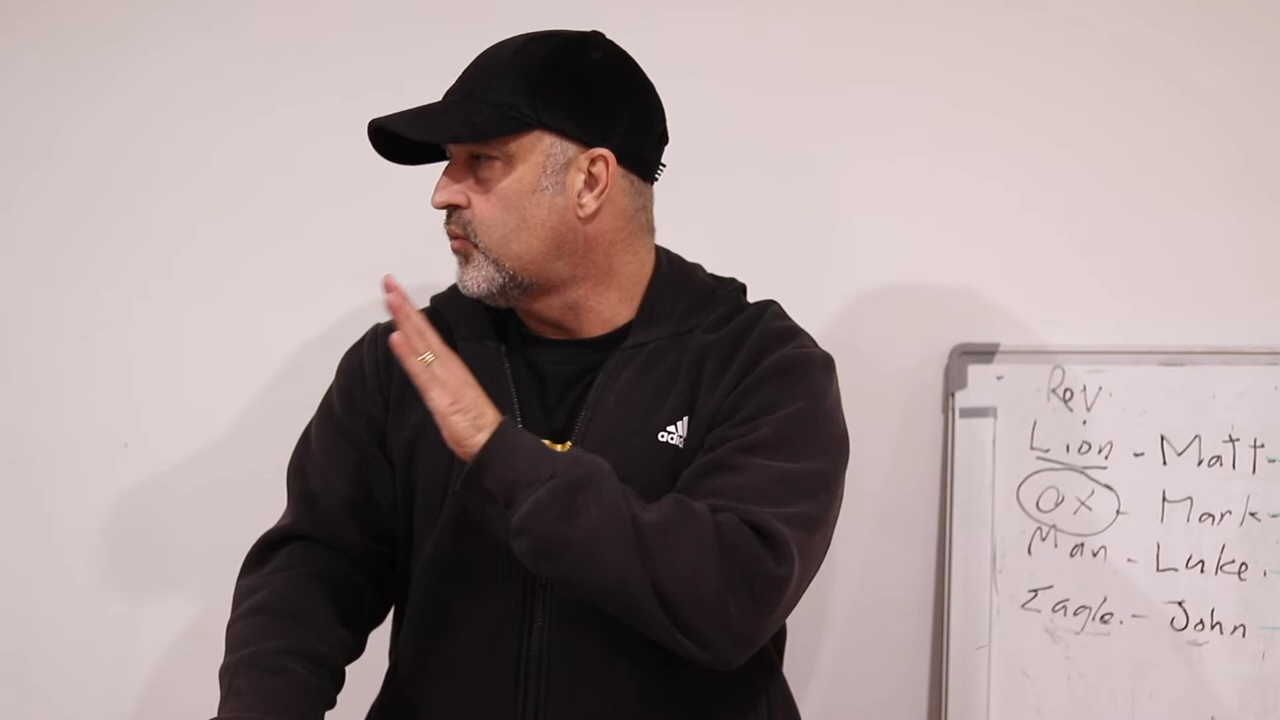 adidas
Rev.
Lion - Matt-
OX - Mark-
Man - Luke.
Eagle. - John -